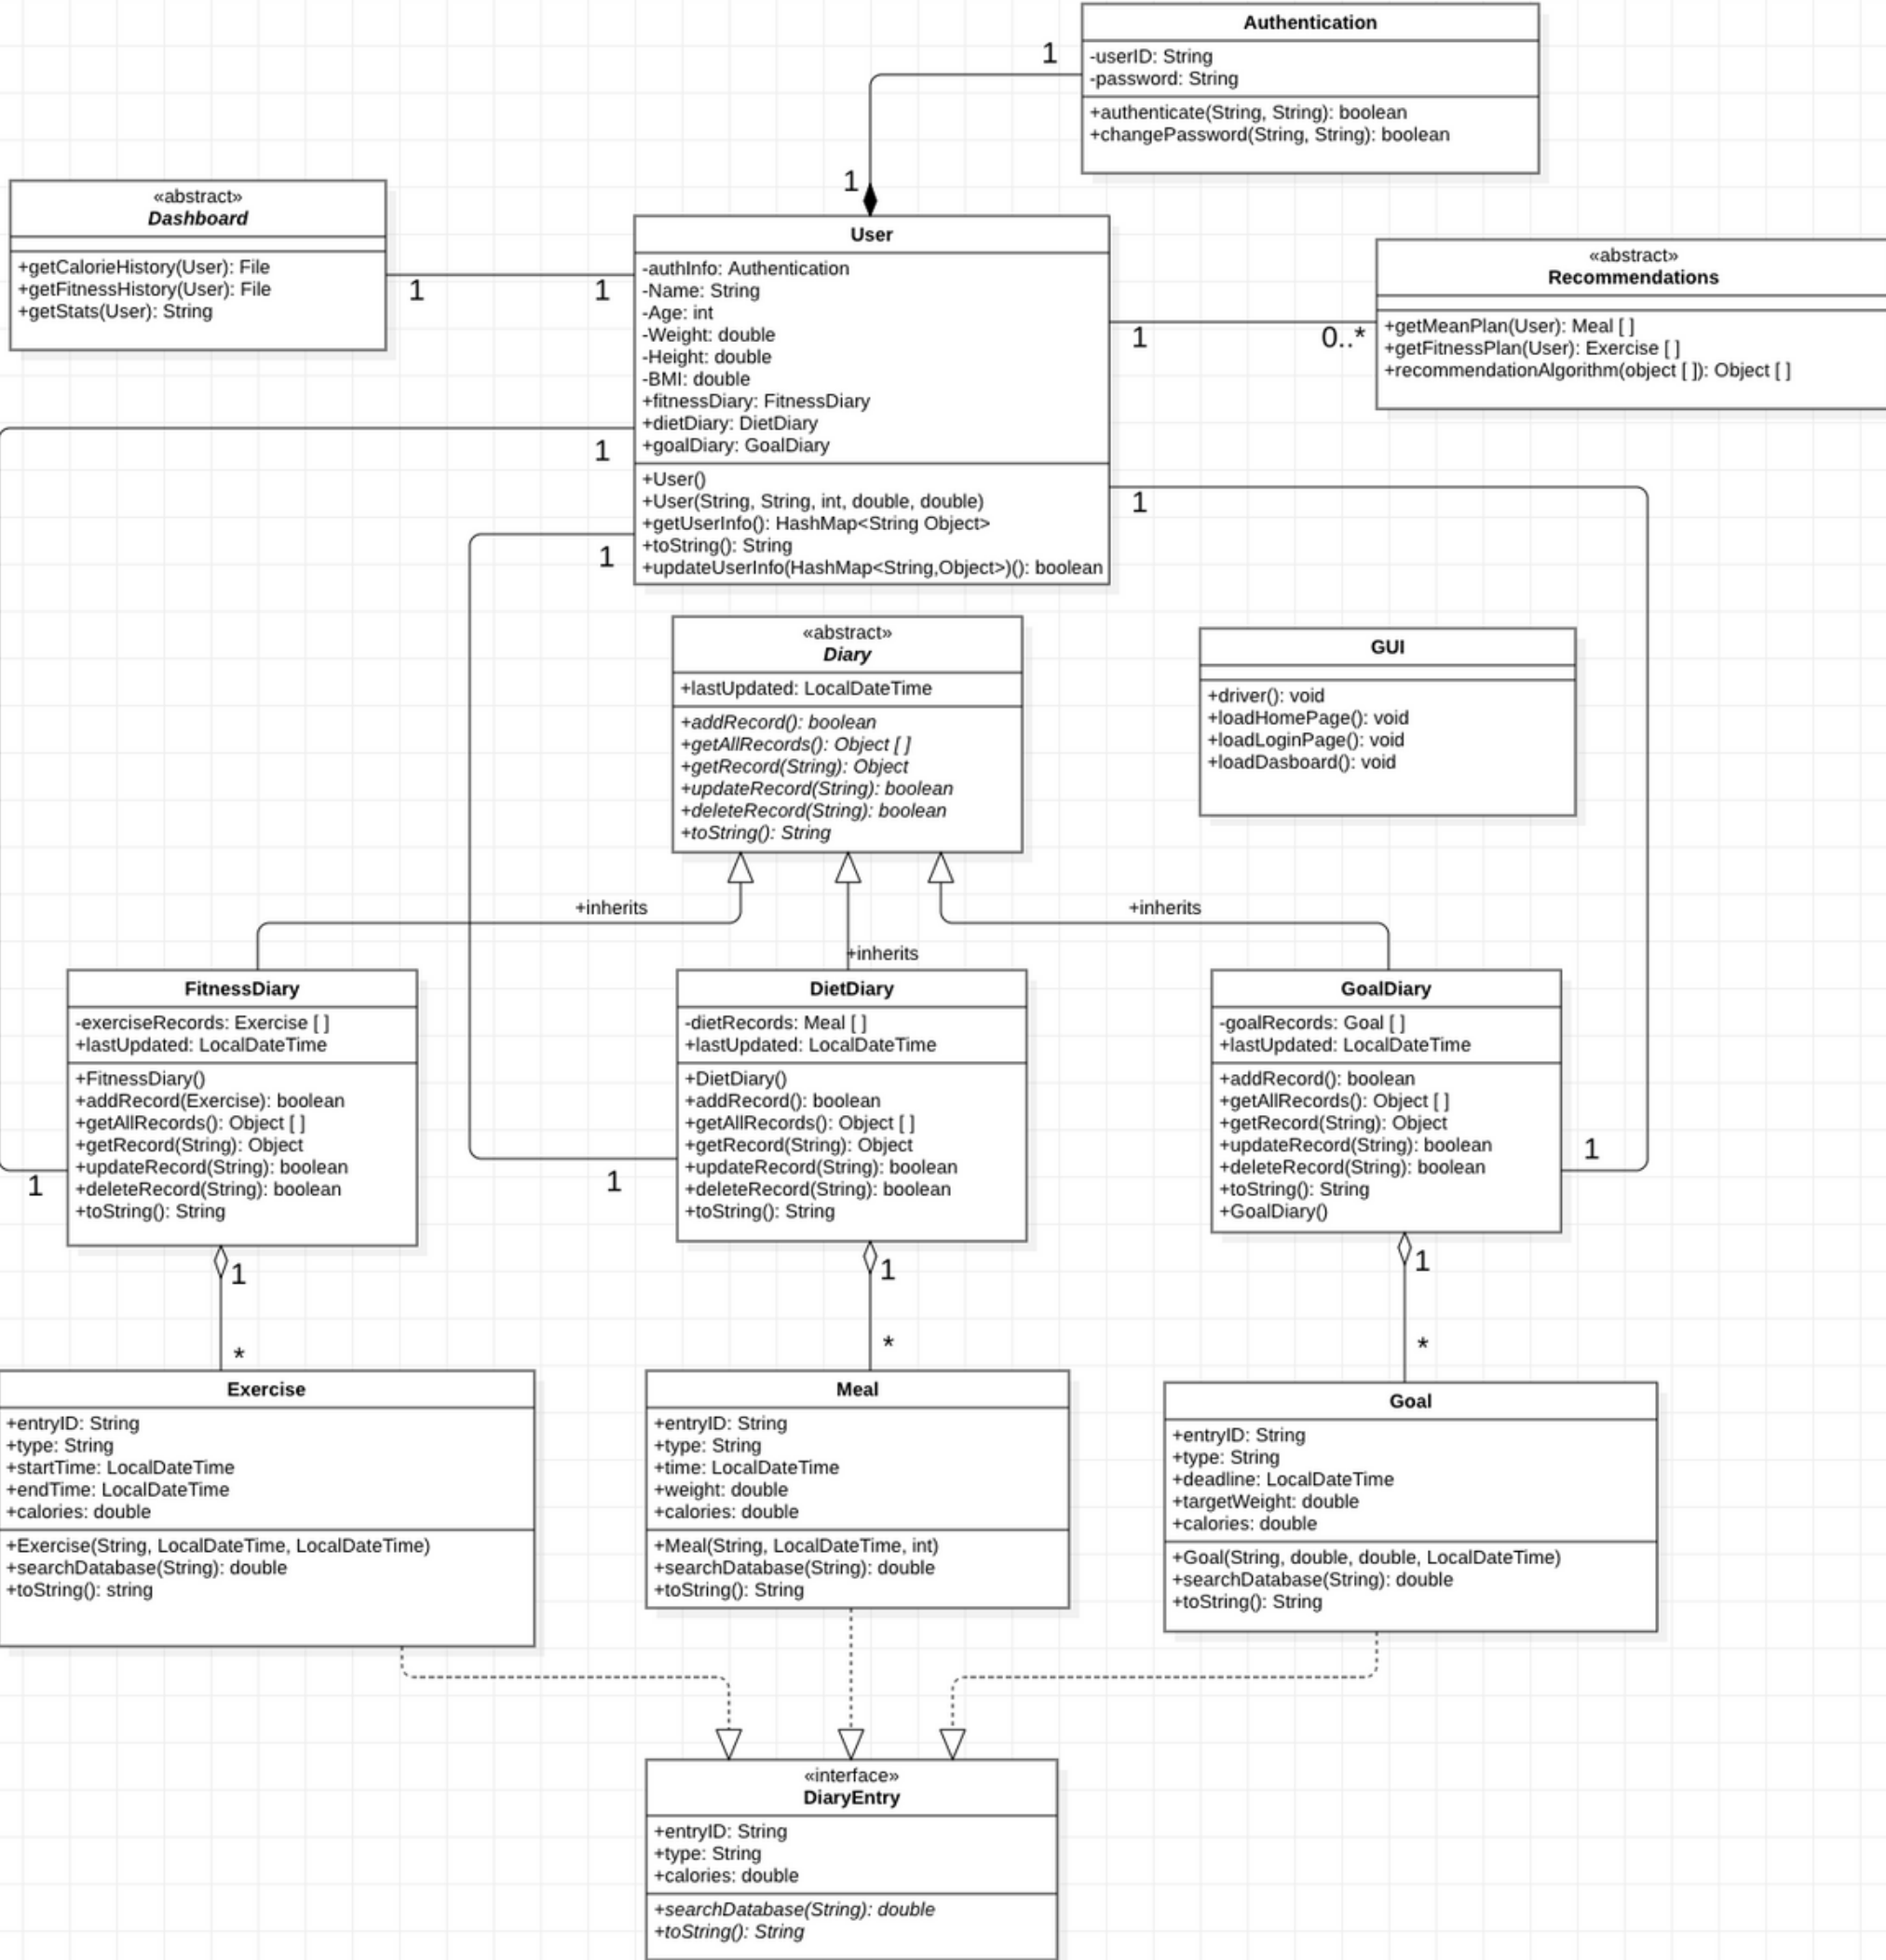 Authentication
-userID: String
-password: String
+authenticate(String, String): boolean
+changePassword(String, String): boolean
1
1
«abstract»
Dashboard
+getCalorieHistory(User): File
+getFitnessHistory(User): File
+getStats(User): String
1
1
User
-authInfo: Authentication
-Name: String
-Age: int
-Weight: double
-Height: double
-BMI: double
+fitnessDiary: FitnessDiary
+dietDiary: DietDiary
+goalDiary: GoalDiary
+User()
+User(String, String, int, double, double)
+getUserInfo(): HashMap<String Object>
+toString(): String
+updateUserInfo(HashMap<String,Object>)(): boolean
1
0..*
«abstract»
Recommendations
+getMeanPlan(User): Meal [ ]
+getFitnessPlan(User): Exercise [ ]
+recommendationAlgorithm(object [ ]): Object [ ]
1
1
1
«abstract»
Diary
+lastUpdated: LocalDateTime
+addRecord(): boolean
+getAllRecords(): Object [ ]
+getRecord(String): Object
+updateRecord(String): boolean
+deleteRecord(String): boolean
+toString(): String
GUI
+driver(): void
+loadHomePage(): void
+loadLoginPage(): void
+loadDasboard(): void
+inherits
+inherits
+inherits
FitnessDiary
-exerciseRecords: Exercise [ ]
+lastUpdated: LocalDateTime
+FitnessDiary()
+addRecord(Exercise): boolean
+getAllRecords(): Object [ ]
+getRecord(String): Object
+updateRecord(String): boolean
+deleteRecord(String): boolean
+toString(): String
1
DietDiary
-dietRecords: Meal [ ]
+lastUpdated: LocalDateTime
+DietDiary()
+addRecord(): boolean
+getAllRecords(): Object [ ]
+getRecord(String): Object
+updateRecord(String): boolean
+deleteRecord(String): boolean
+toString(): String
1
GoalDiary
-goalRecords: Goal [ ]
+lastUpdated: LocalDateTime
+addRecord(): boolean
+getAllRecords(): Object [ ]
+getRecord(String): Object
+updateRecord(String): boolean
+deleteRecord(String): boolean
+toString(): String
+GoalDiary()
1
1
*
1
*
1
*
Exercise
+entryID: String
+type: String
+startTime: LocalDateTime
+endTime: LocalDateTime
+calories: double
+Exercise(String, LocalDateTime, LocalDateTime)
+searchDatabase(String): double
+toString(): string
Meal
+entryID: String
+type: String
+time: LocalDateTime
+weight: double
+calories: double
+Meal(String, LocalDateTime, int)
+searchDatabase(String): double
+toString(): String
Goal
+entryID: String
+type: String
+deadline: LocalDateTime
+targetWeight: double
+calories: double
+Goal(String, double, double, LocalDateTime)
+searchDatabase(String): double
+toString(): String
«interface»
DiaryEntry
+entryID: String
+type: String
+calories: double
+searchDatabase(String): double
+toString(): String